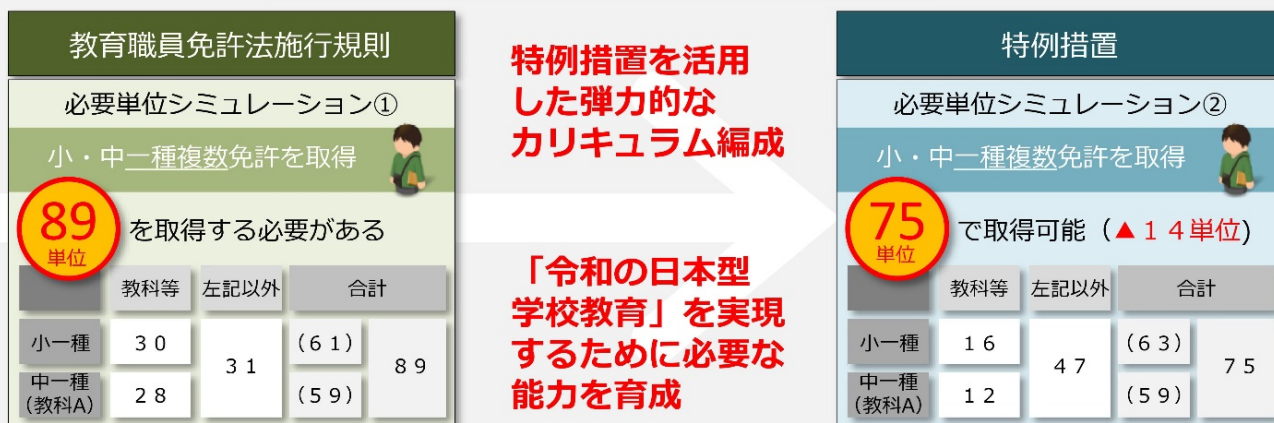 教育職員免許法施行規則
必要単位シミュレーション①
小・中一種複数免許を取得
89
単位
を取得する必要がある
教科等 左記以外 合計
小一種 30 31 (61) 89
中一種
(教科A) 28 (59)
特例措置を活用
した弾力的な
カリキュラム編成
「令和の日本型
学校教育」を実現
するために必要な
能力を育成
特例措置
必要単位シミュレーション②
小・中一種複数免許を取得
75
単位
で取得可能（▲14単位)
教科等 左記以外 合計
小一種 16 47 (63) 75
中一種
(教科A) 12 (59)